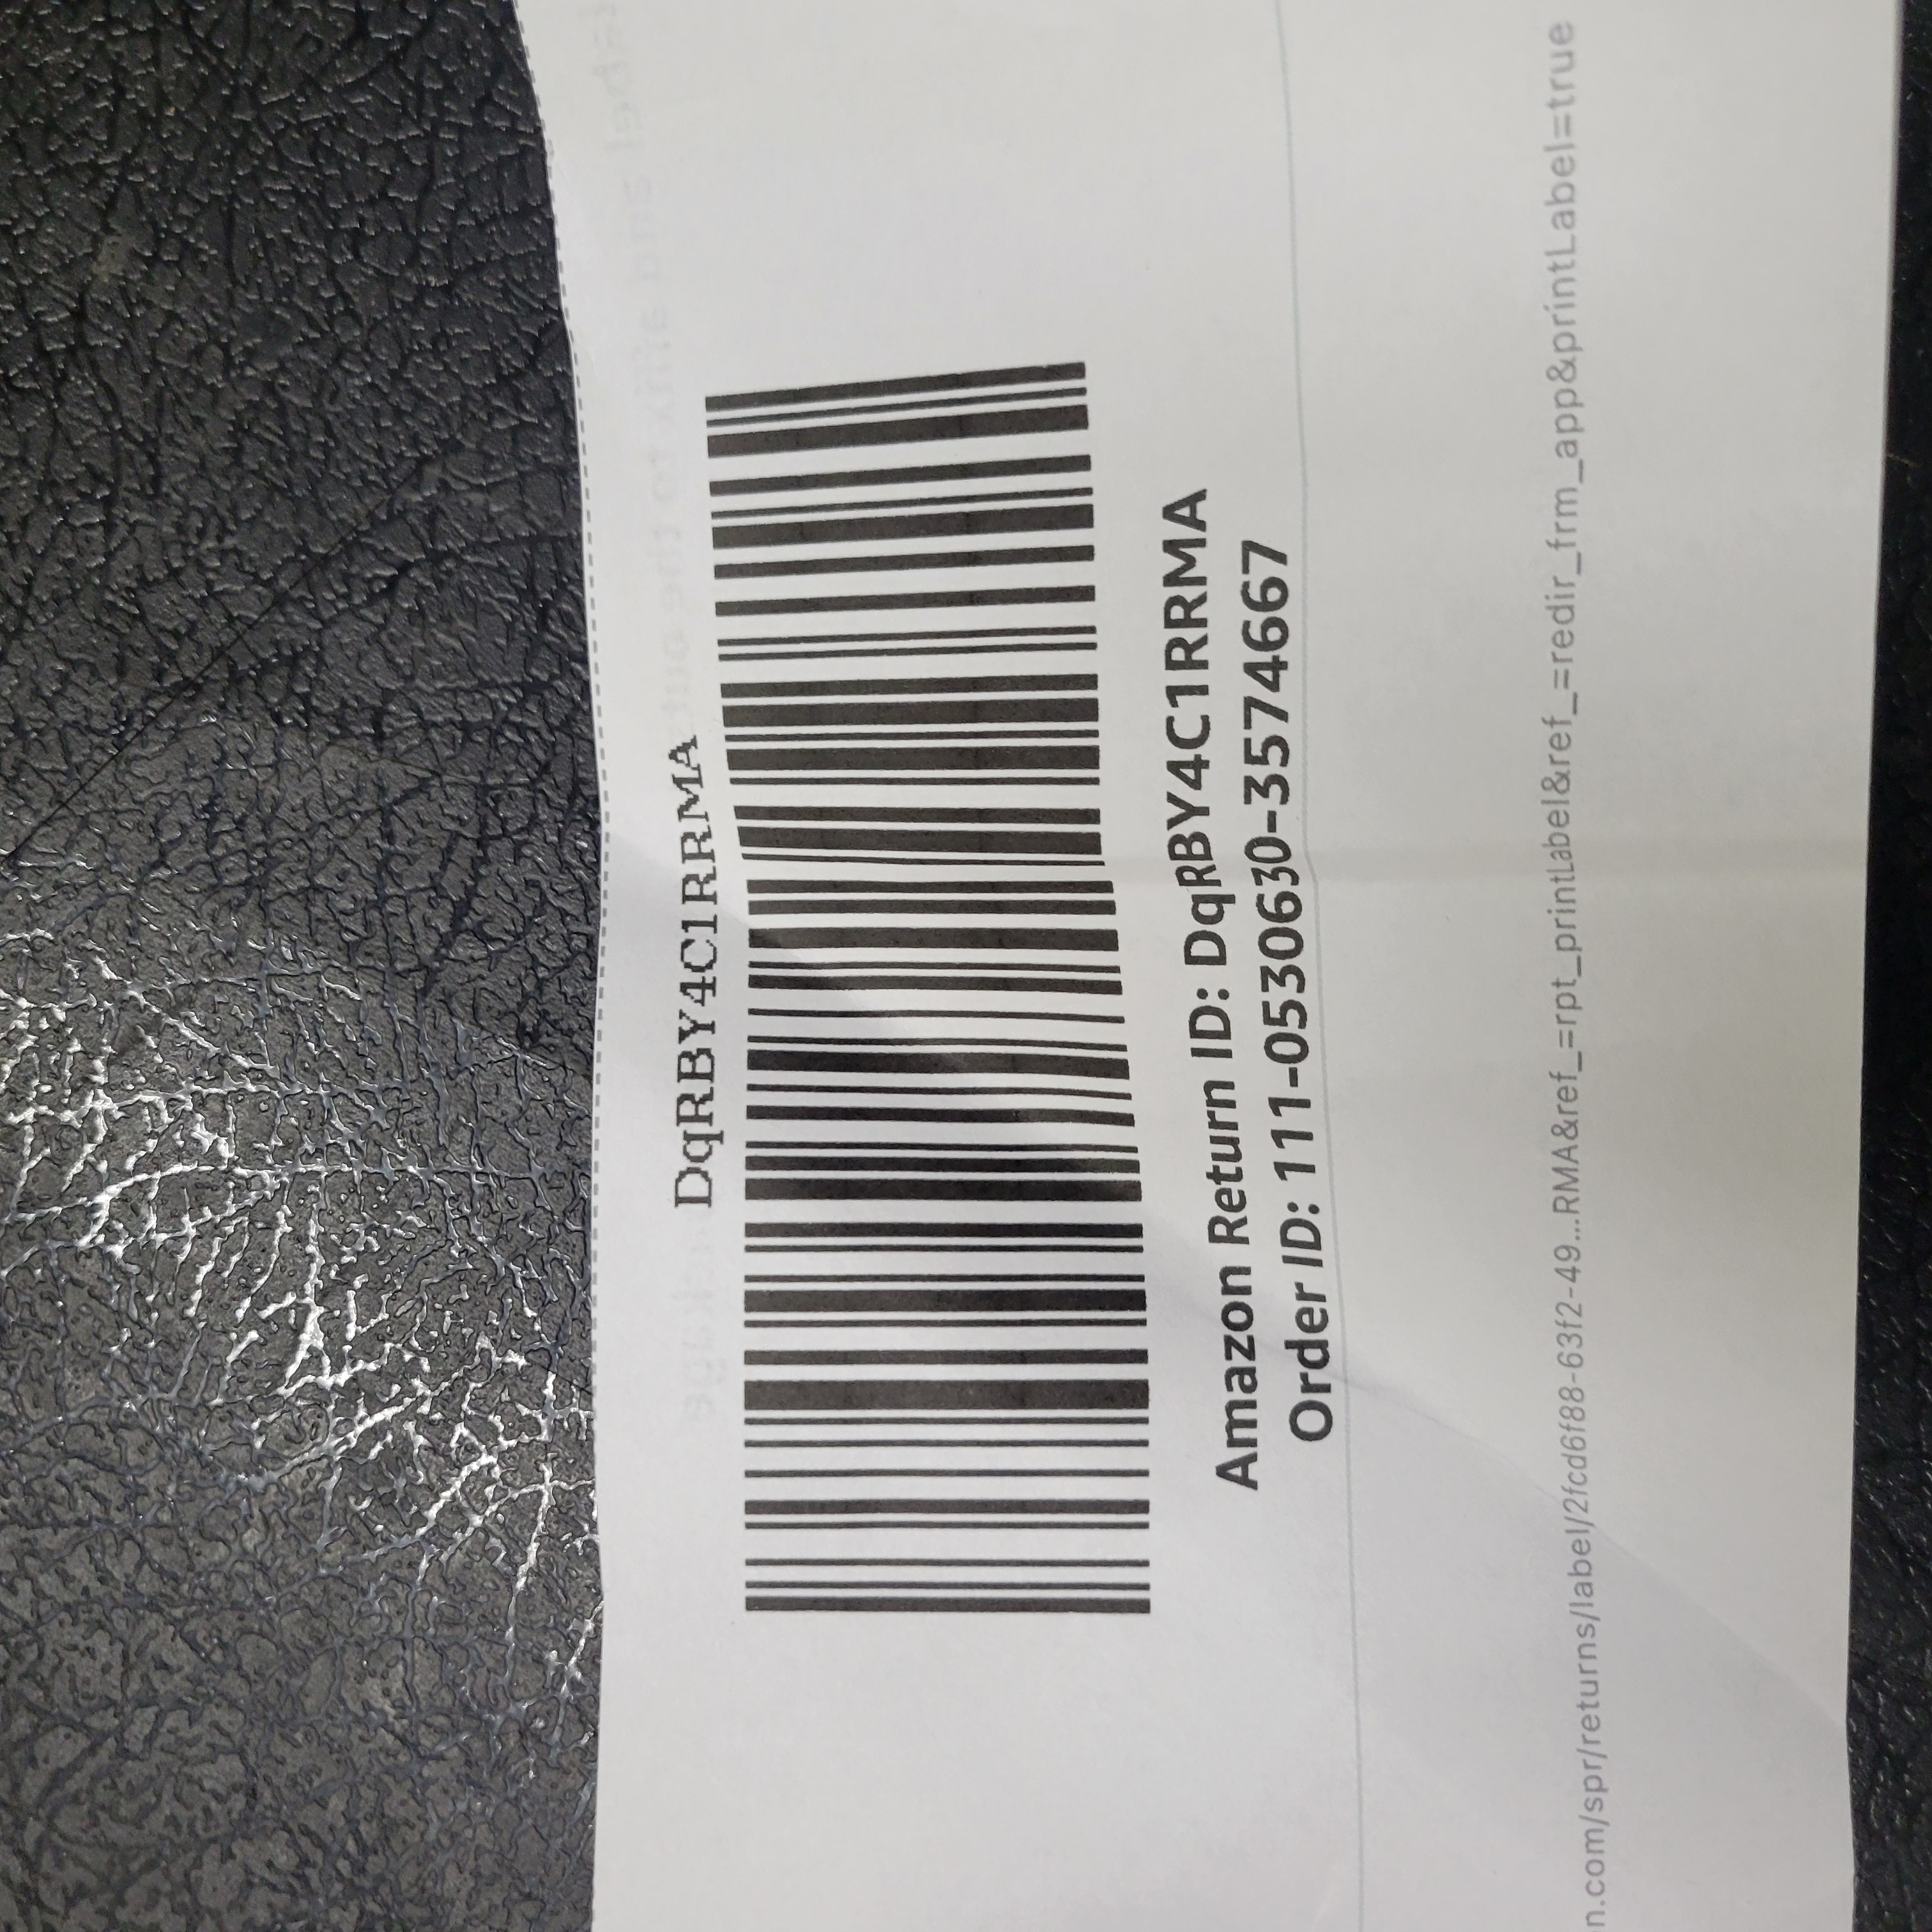 DqRBY4C1RRMA
Amazon Return ID: DqRBY4C1RRMA
Order ID: 111-0530630-3574667
n.com/spr/returns/label/2fcd6f88-63f2-49...RMA&ref_=rpt_printLabel&ref_=redir_frm_app&printLabel=true